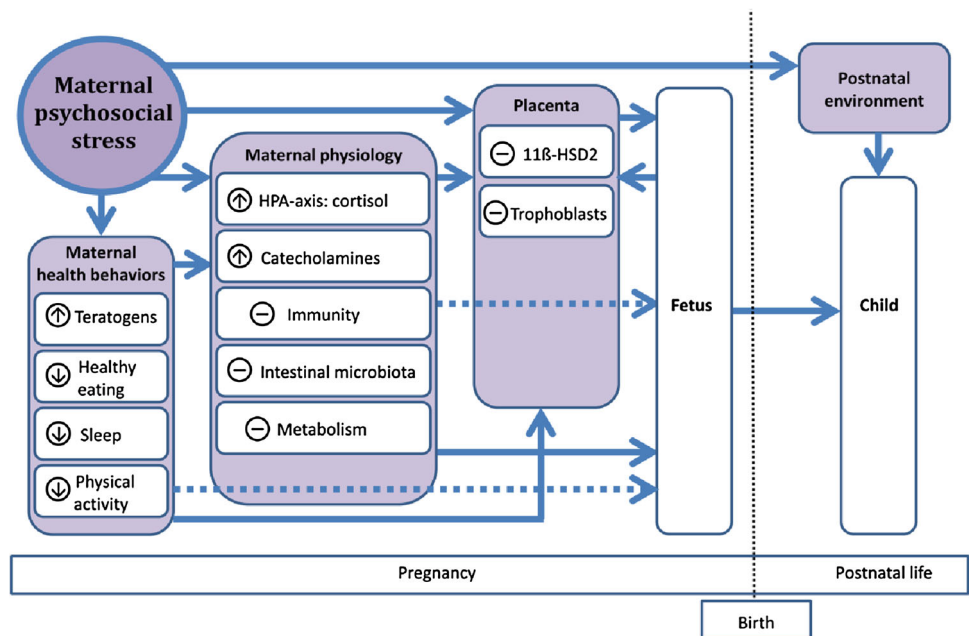 Maternal
psychosocial
stress
Postnatal
environment
Placenta
⊖ 11ß-HSD2
⊖ Trophoblasts
Maternal physiology
↑ HPA-axis: cortisol
↑ Catecholamines
⊖ Immunity
⊖ Intestinal microbiota
⊖ Metabolism
Maternal
health behaviors
↑ Teratogens
↓ Healthy
eating
↓ Sleep
↓ Physical
activity
Fetus
Child
Pregnancy
Postnatal life
Birth